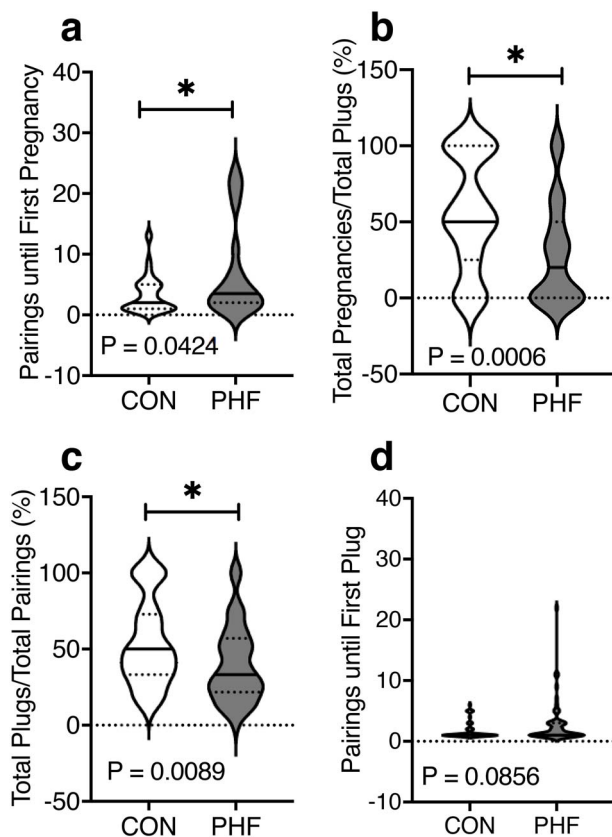 a
Pairings until First Pregnancy
40
30
20
10
0
-10
*
P = 0.0424
CON PHF
b
Total Pregnancies/Total Plugs (%)
150
100
50
0
-50
*
P = 0.0006
CON PHF
c
Total Plugs/Total Pairings (%)
150
100
50
0
-50
*
P = 0.0089
CON PHF
d
Pairings until First Plug
40
30
20
10
0
-10
P = 0.0856
CON PHF